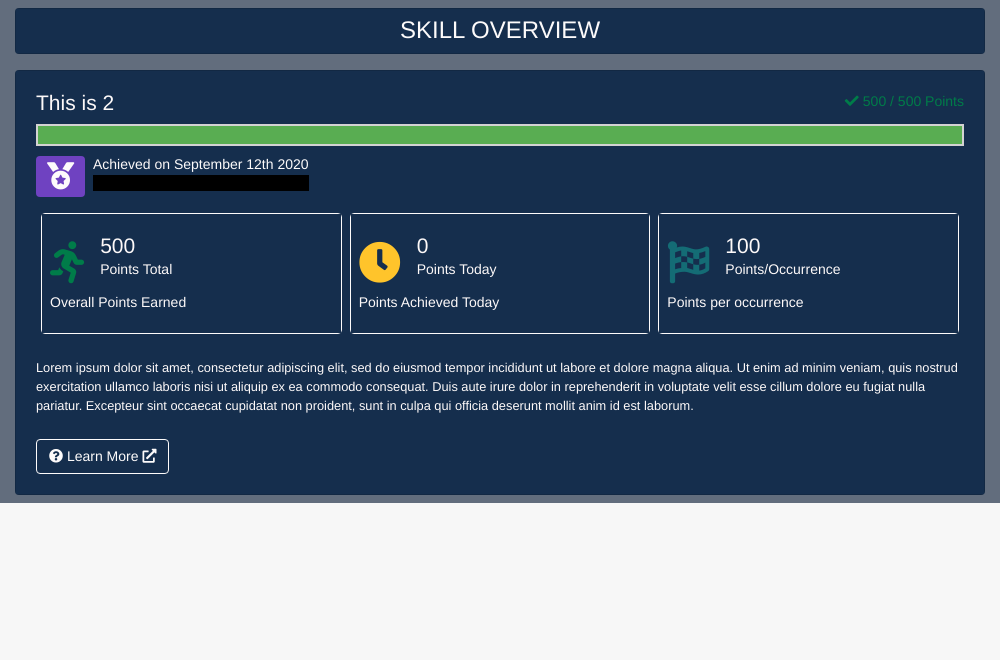 SKILL OVERVIEW
This is 2
500 / 500 Points
Achieved on September 12th 2020
500
Points Total
Overall Points Earned
0
Points Today
Points Achieved Today
100
Points/Occurrence
Points per occurrence
Lorem ipsum dolor sit amet, consectetur adipiscing elit, sed do eiusmod tempor incididunt ut labore et dolore magna aliqua. Ut enim ad minim veniam, quis nostrud
exercitation ullamco laboris nisi ut aliquip ex ea commodo consequat. Duis aute irure dolor in reprehenderit in voluptate velit esse cillum dolore eu fugiat nulla
pariatur. Excepteur sint occaecat cupidatat non proident, sunt in culpa qui officia deserunt mollit anim id est laborum.
Learn More